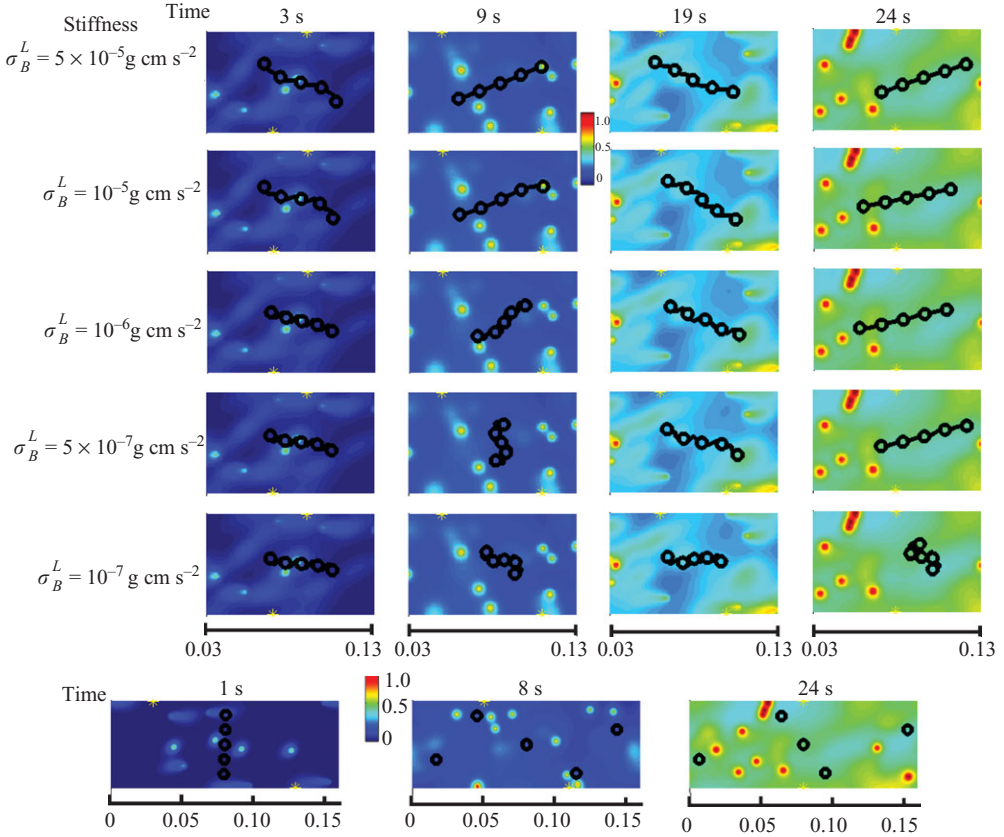 Time 3 s 9 s 19 s 24 s
Stiffness
σ_B^L = 5 × 10⁻⁵g cm s⁻²
1.0
0.5
0
σ_B^L = 10⁻⁵g cm s⁻²
σ_B^L = 10⁻⁶g cm s⁻²
σ_B^L = 5 × 10⁻⁷g cm s⁻²
σ_B^L = 10⁻⁷ g cm s⁻²
0.03 0.13 0.03 0.13 0.03 0.13 0.03 0.13
Time 1 s 8 s 24 s
1.0
0.5
0
0 0.05 0.10 0.15 0 0.05 0.10 0.15 0 0.05 0.10 0.15